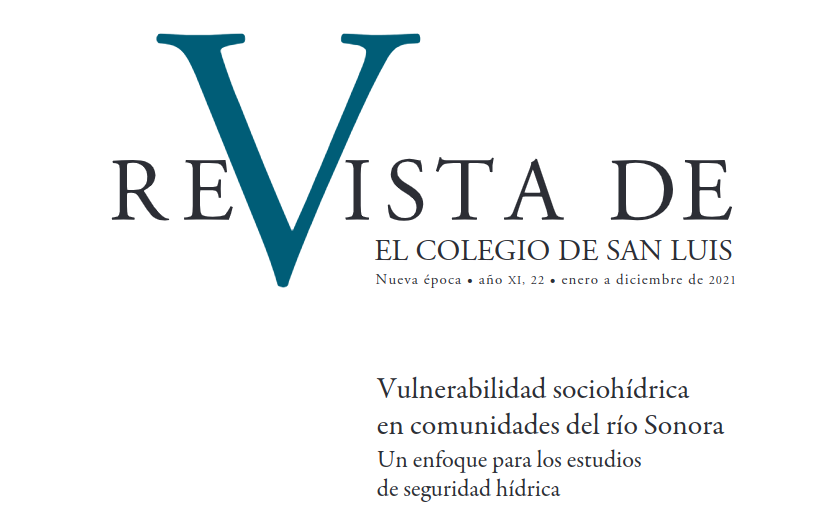 REVISTA DE
EL COLEGIO DE SAN LUIS
Nueva época • año XI, 22 • enero a diciembre de 2021
Vulnerabilidad sociohídrica
en comunidades del río Sonora
Un enfoque para los estudios
de seguridad hídrica